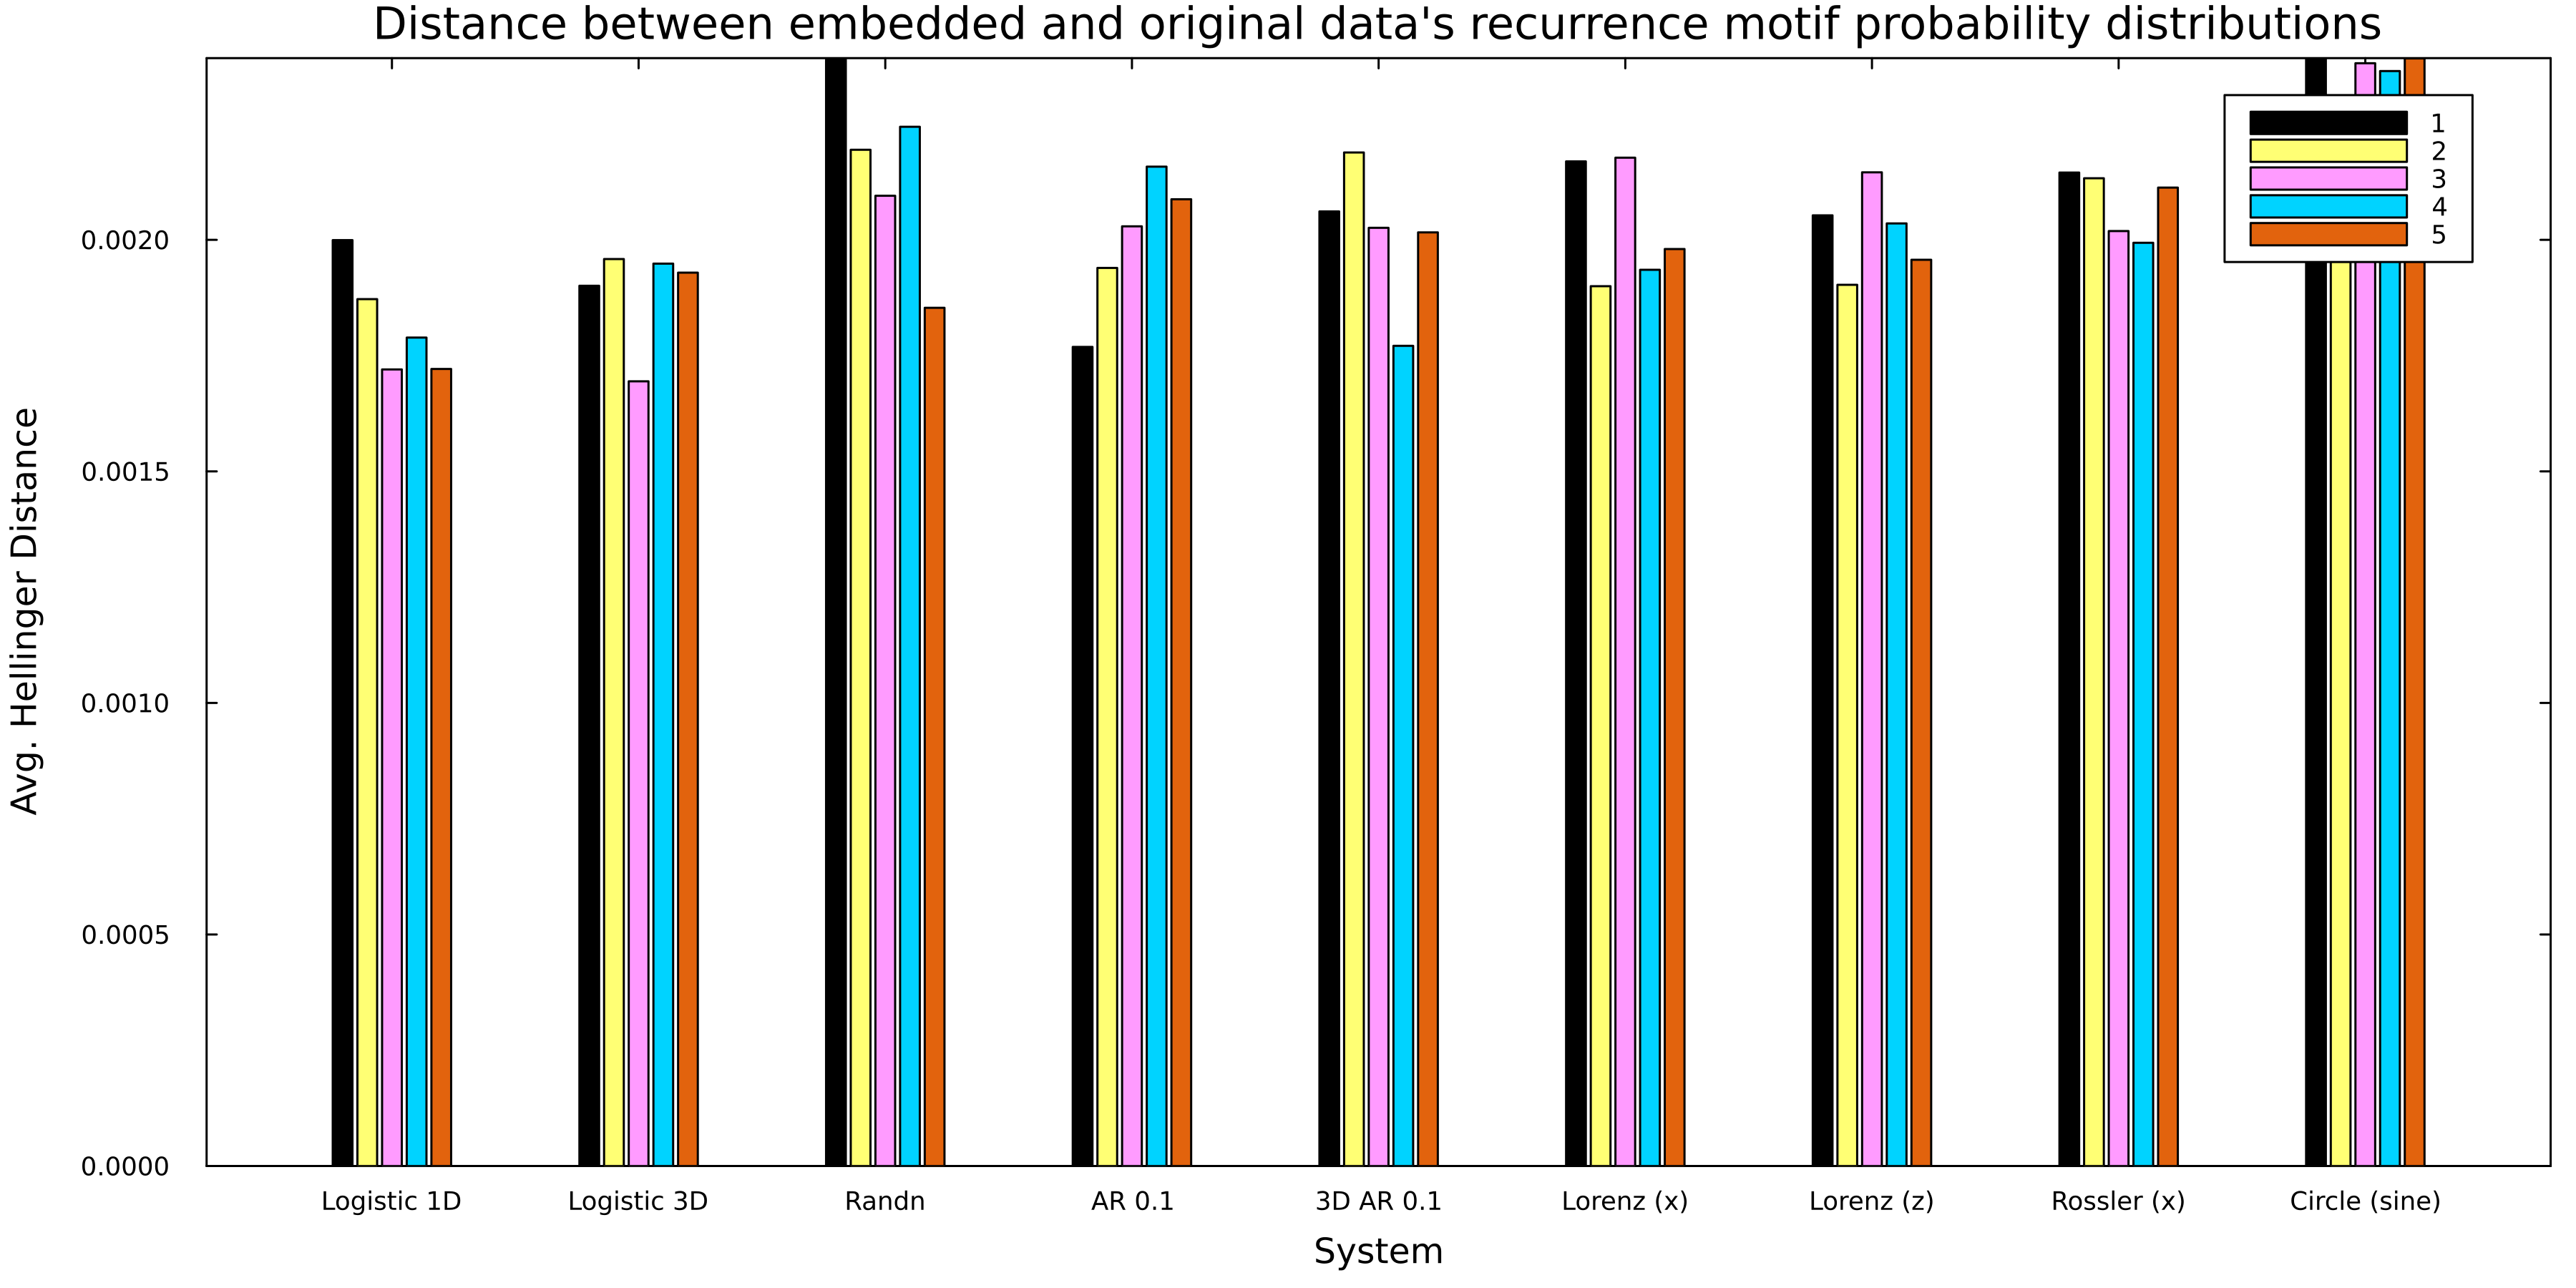 Distance between embedded and original data's recurrence motif probability distributions
1
2
3
4
5
0.0020
0.0015
0.0010
0.0005
0.0000
Avg. Hellinger Distance
Logistic 1D
Logistic 3D
Randn
AR 0.1
3D AR 0.1
Lorenz (x)
Lorenz (z)
Rossler (x)
Circle (sine)
System